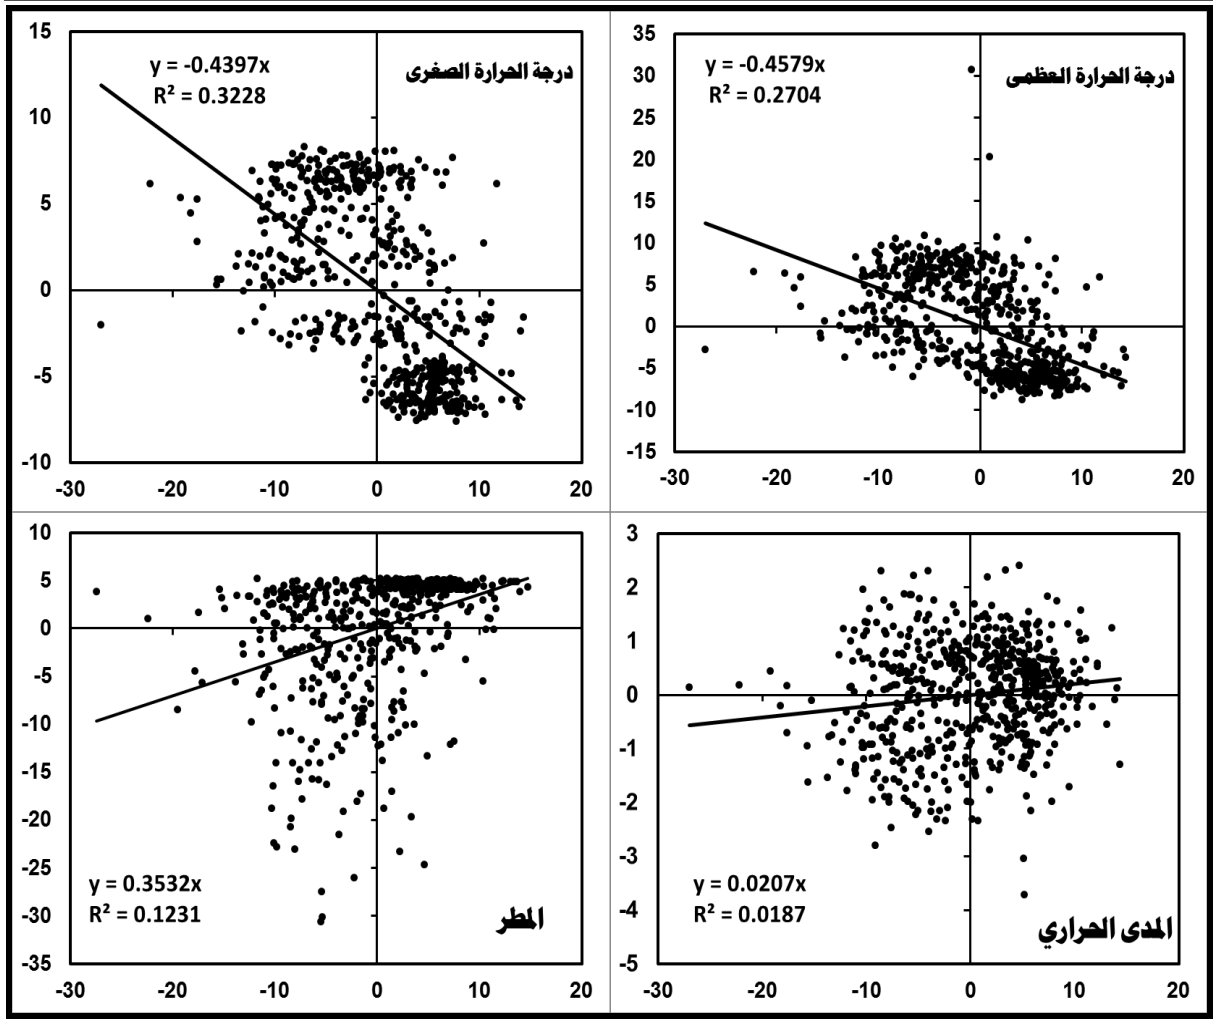 درجة الحرارة الصغرى
y = -0.4397x
R² = 0.3228
15
10
5
0
-5
-10
-30 -20 -10 0 10 20
درجة الحرارة العظمى
y = -0.4579x
R² = 0.2704
35
30
25
20
15
10
5
0
-5
-10
-15
-30 -20 -10 0 10 20
المطر
y = 0.3532x
R² = 0.1231
10
5
0
-5
-10
-15
-20
-25
-30
-35
-30 -20 -10 0 10 20
المدى الحراري
y = 0.0207x
R² = 0.0187
3
2
1
0
-1
-2
-3
-4
-5
-30 -20 -10 0 10 20